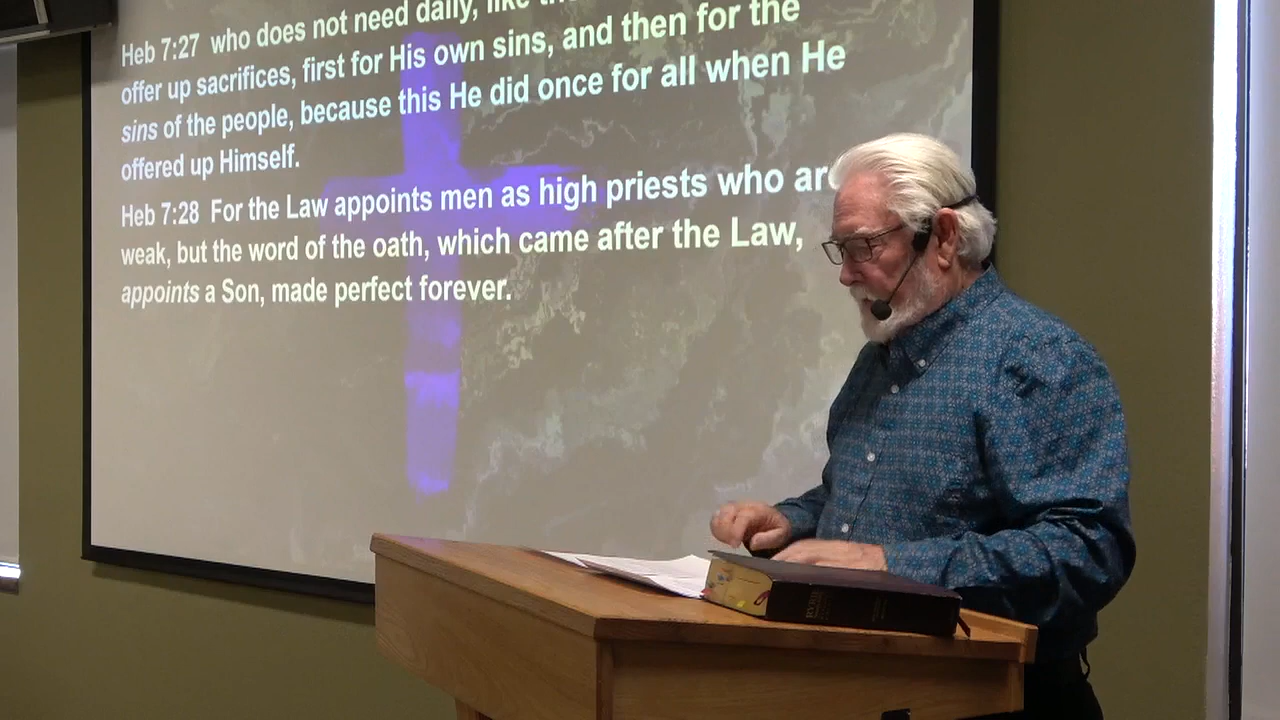 Heb 7:27 who does not need daily, like
offer up sacrifices, first for His own sins, and then for the
sins of the people, because this He did once for all when He
offered up Himself.
Heb 7:28 For the Law appoints men as high priests who are
weak, but the word of the oath, which came after the Law,
appoints a Son, made perfect forever.